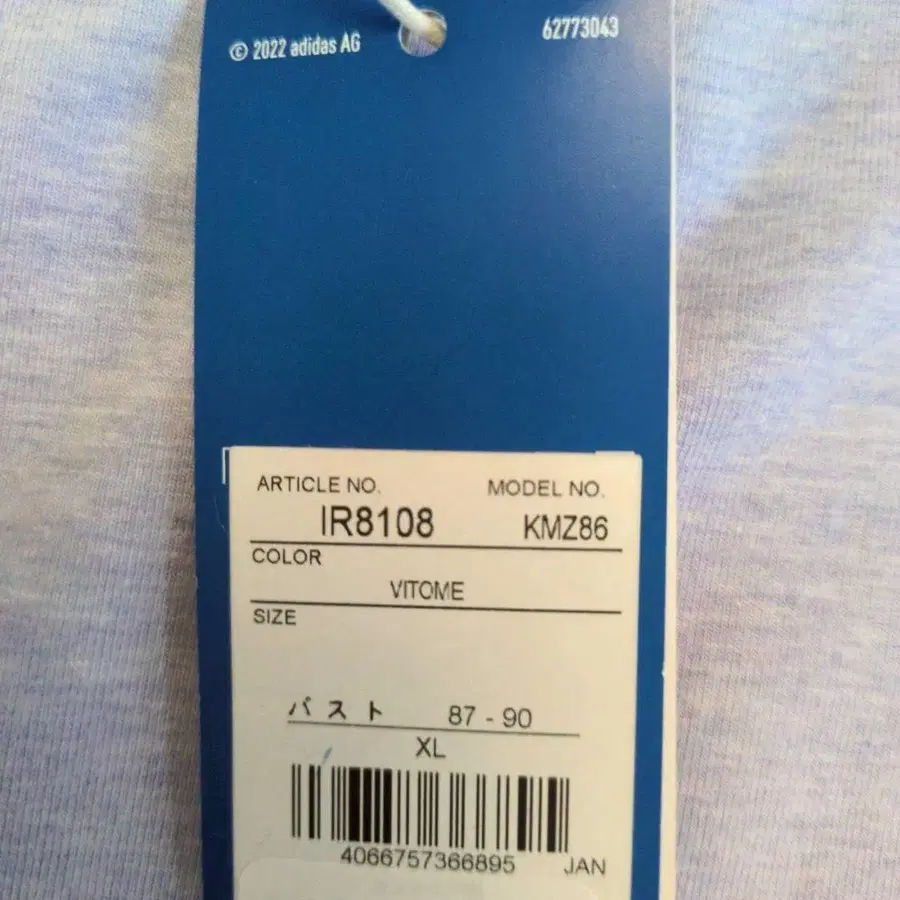 © 2022 adidas AG 62773043
ARTICLE NO. MODEL NO.
IR8108 KMZ86
COLOR
VITOME
SIZE
バスト 87 - 90
XL
4066757366895 JAN